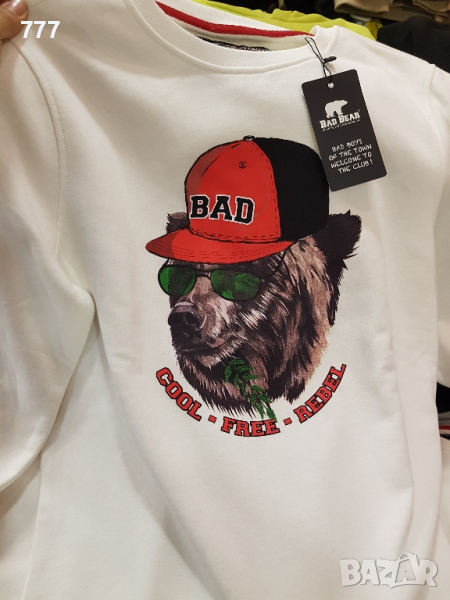 777
BAD BEAR
BAD BOYS
OF THE TOWN
WELCOME TO
THE CLUB!
BAD
COOL - FREE - REBEL
BAZAR